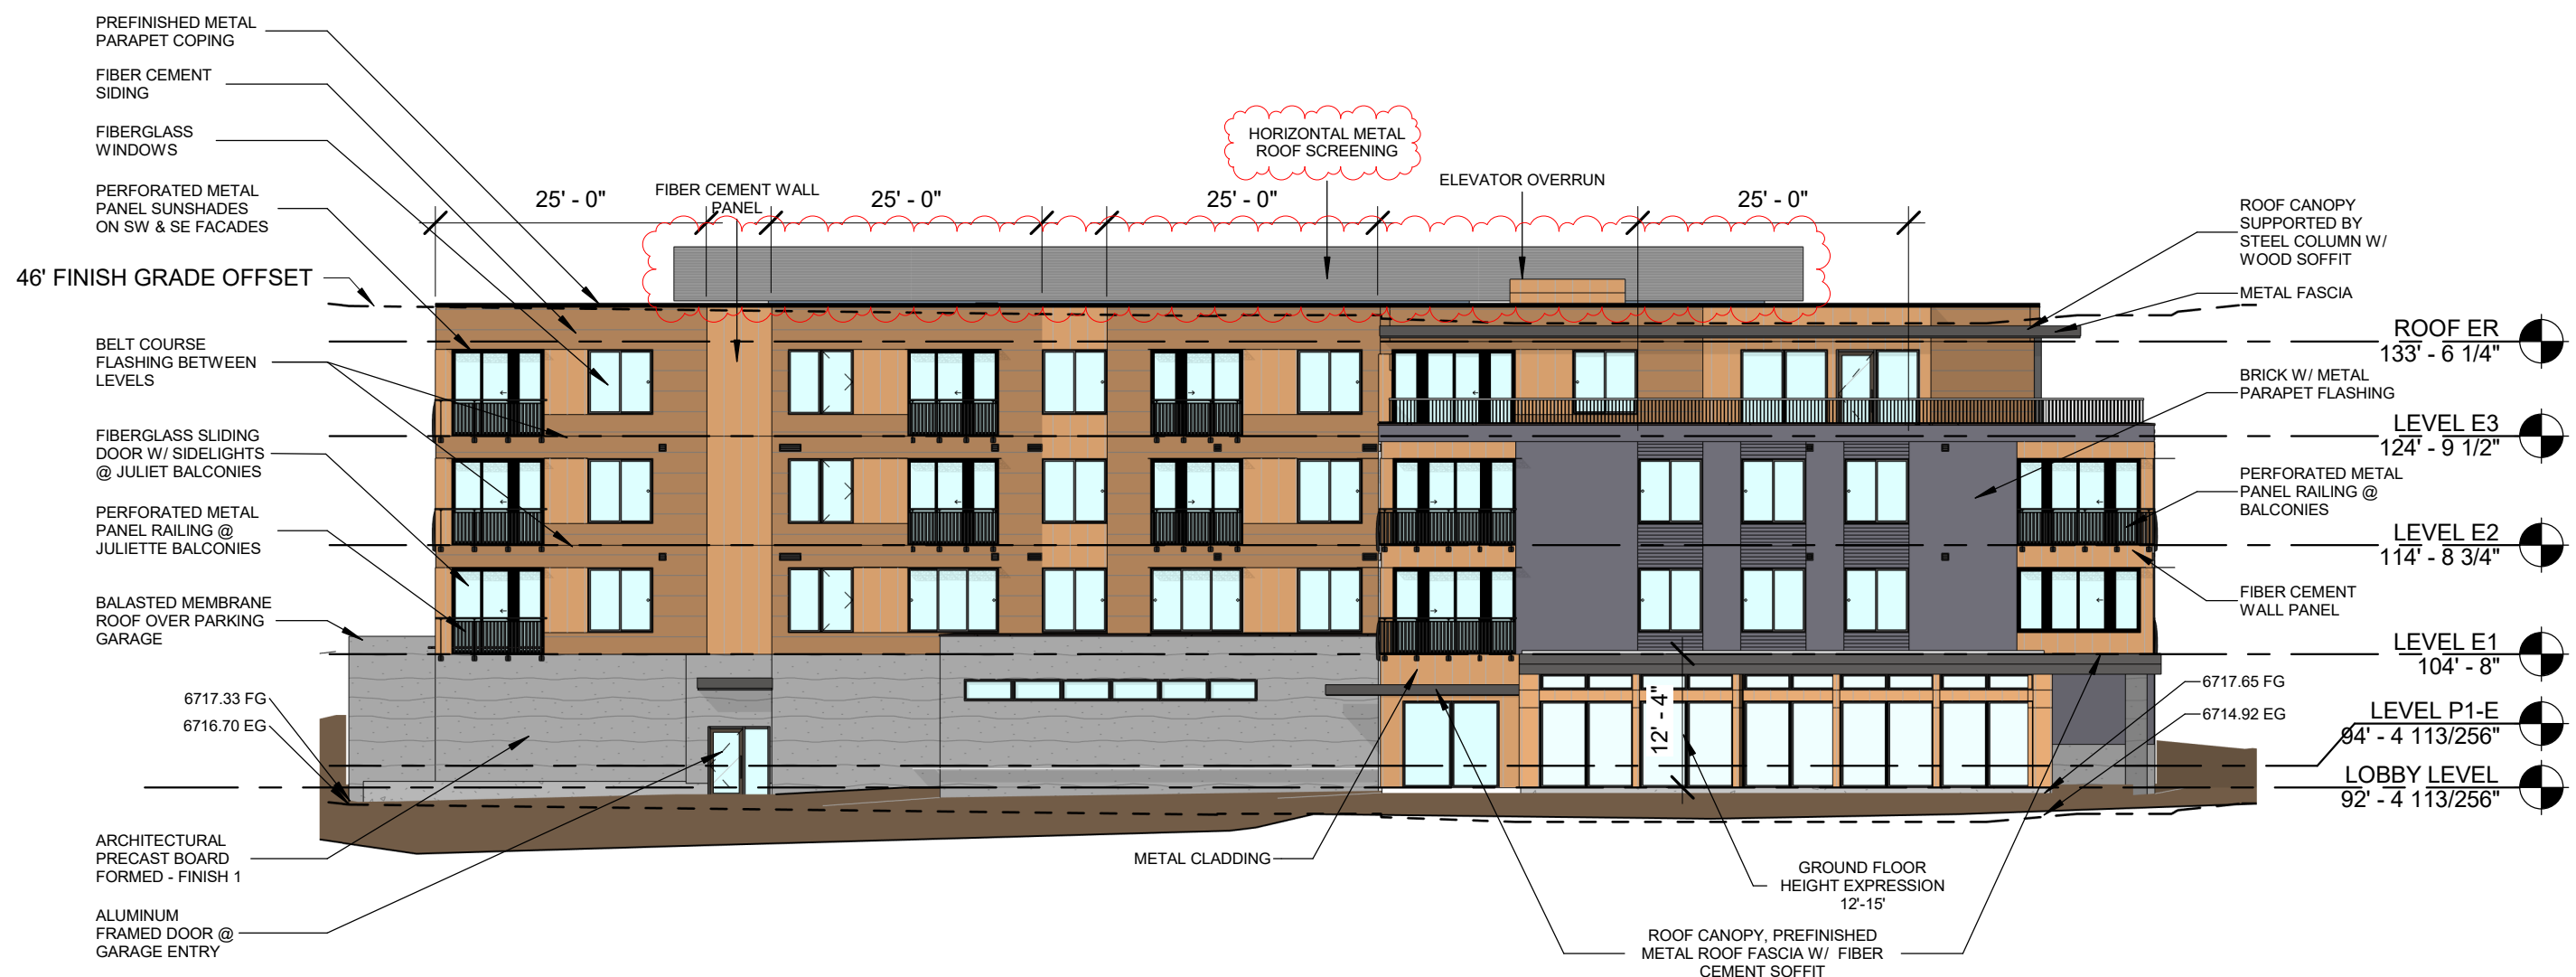 PREFINISHED METAL
PARAPET COPING
FIBER CEMENT
SIDING
FIBERGLASS
WINDOWS
PERFORATED METAL
PANEL SUNSHADES
ON SW & SE FACADES
46' FINISH GRADE OFFSET
BELT COURSE
FLASHING BETWEEN
LEVELS
FIBERGLASS SLIDING
DOOR W/ SIDELIGHTS
@ JULIET BALCONIES
PERFORATED METAL
PANEL RAILING @
JULIETTE BALCONIES
BALASTED MEMBRANE
ROOF OVER PARKING
GARAGE
6717.33 FG
6716.70 EG
ARCHITECTURAL
PRECAST BOARD
FORMED - FINISH 1
ALUMINUM
FRAMED DOOR @
GARAGE ENTRY
25' - 0"
FIBER CEMENT WALL
PANEL
25' - 0"
25' - 0"
HORIZONTAL METAL
ROOF SCREENING
ELEVATOR OVERRUN
25' - 0"
12' - 4"
METAL CLADDING
GROUND FLOOR
HEIGHT EXPRESSION
12'-15'
ROOF CANOPY, PREFINISHED
METAL ROOF FASCIA W/ FIBER
CEMENT SOFFIT
ROOF CANOPY
SUPPORTED BY
STEEL COLUMN W/
WOOD SOFFIT
METAL FASCIA
ROOF ER
133' - 6 1/4"
BRICK W/ METAL
PARAPET FLASHING
LEVEL E3
124' - 9 1/2"
PERFORATED METAL
PANEL RAILING @
BALCONIES
LEVEL E2
114' - 8 3/4"
FIBER CEMENT
WALL PANEL
LEVEL E1
104' - 8"
6717.65 FG
6714.92 EG
LEVEL P1-E
94' - 4 113/256"
LOBBY LEVEL
92' - 4 113/256"